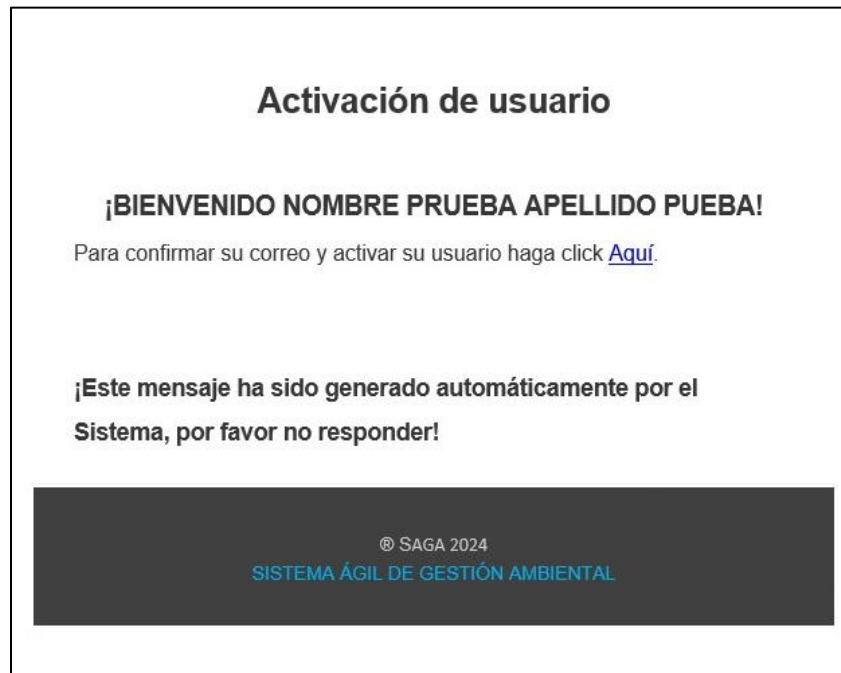 Activación de usuario
¡BIENVENIDO NOMBRE PRUEBA APELLIDO PUEBA!
Para confirmar su correo y activar su usuario haga click Aquí.
¡Este mensaje ha sido generado automáticamente por el
Sistema, por favor no responder!
® SAGA 2024
SISTEMA ÁGIL DE GESTIÓN AMBIENTAL